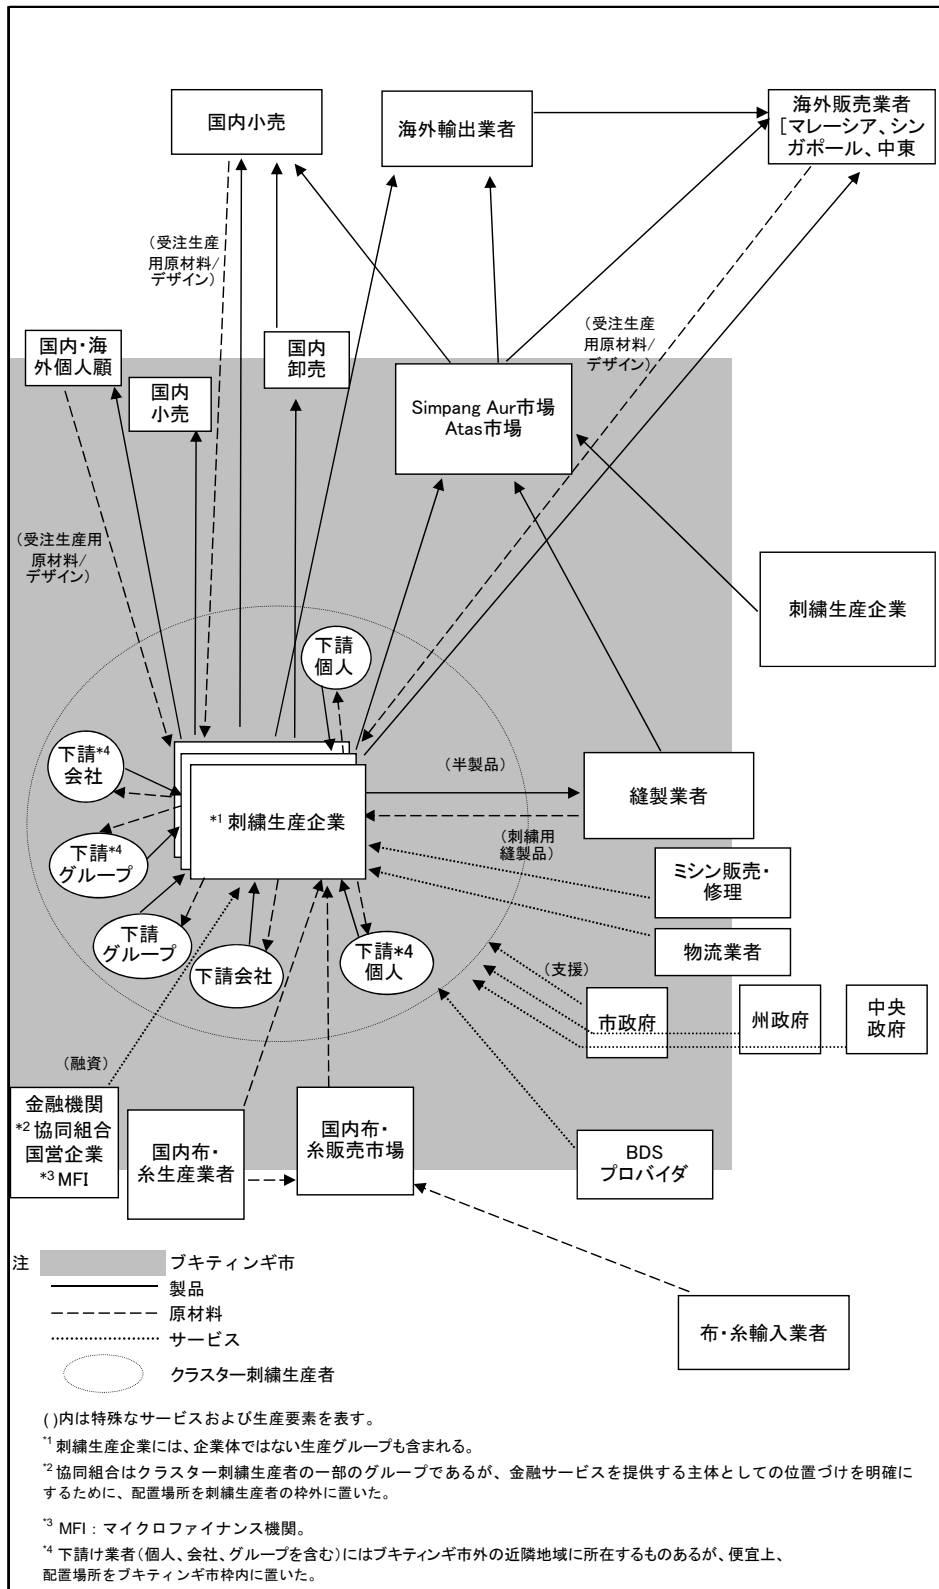 国内小売
海外輸出業者
海外販売業者
[マレーシア、シン
ガポール、中東
(受注生産
用原材料/
デザイン)
(受注生産
用原材料/
デザイン)
国内・海
外個人顧
国内
小売
国内
卸売
Simpang Aur市場
Atas市場
(受注生産用
原材料/
デザイン)
刺繍生産企業
下請
個人
下請*4
会社
(半製品)
縫製業者
*1 刺繍生産企業
(刺繍用
縫製品)
下請*4
グループ
ミシン販売・
修理
下請
グループ
下請会社
下請*4
個人
物流業者
(支援)
市政府
州政府
中央
政府
(融資)
金融機関
*2 協同組合
国営企業
*3 MFI
国内布・
糸生産業者
国内布・
糸販売市場
BDS
プロバイダ
布・糸輸入業者
注
ブキティンギ市
製品
原材料
サービス
クラスター刺繍生産者
( )内は特殊なサービスおよび生産要素を表す。
*1 刺繍生産企業には、企業体ではない生産グループも含まれる。
*2 協同組合はクラスター刺繍生産者の一部のグループであるが、金融サービスを提供する主体としての位置づけを明確に
するために、配置場所を刺繍生産者の枠外に置いた。
*3 MFI：マイクロファイナンス機関。
*4 下請け業者(個人、会社、グループを含む)にはブキティンギ市外の近隣地域に所在するものあるが、便宜上、
配置場所をブキティンギ市枠内に置いた。